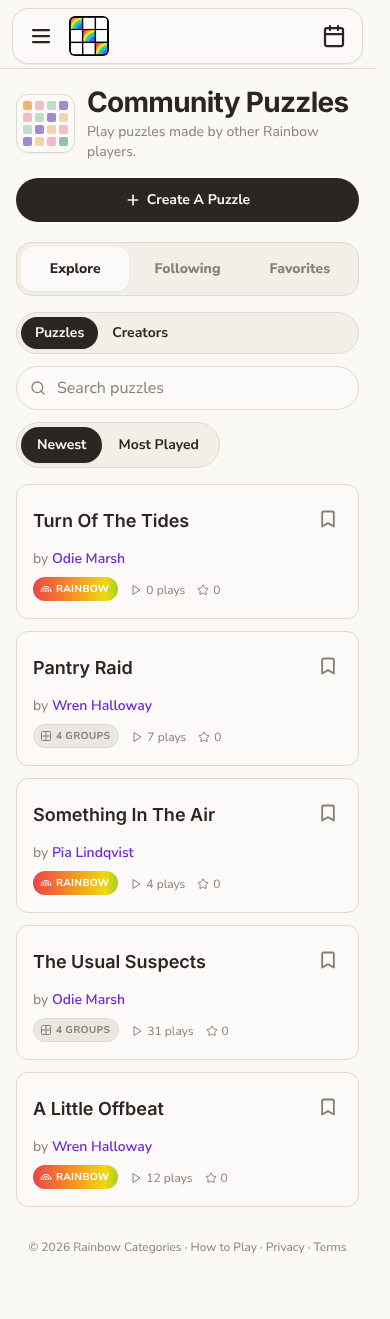 Community Puzzles
Play puzzles made by other Rainbow
players.
Create A Puzzle
Explore Following Favorites
Puzzles Creators
Search puzzles
Newest Most Played
Turn Of The Tides
by Odie Marsh
RAINBOW 0 plays 0
Pantry Raid
by Wren Halloway
4 GROUPS 7 plays 0
Something In The Air
by Pia Lindqvist
RAINBOW 4 plays 0
The Usual Suspects
by Odie Marsh
4 GROUPS 31 plays 0
A Little Offbeat
by Wren Halloway
RAINBOW 12 plays 0
© 2026 Rainbow Categories · How to Play · Privacy · Terms